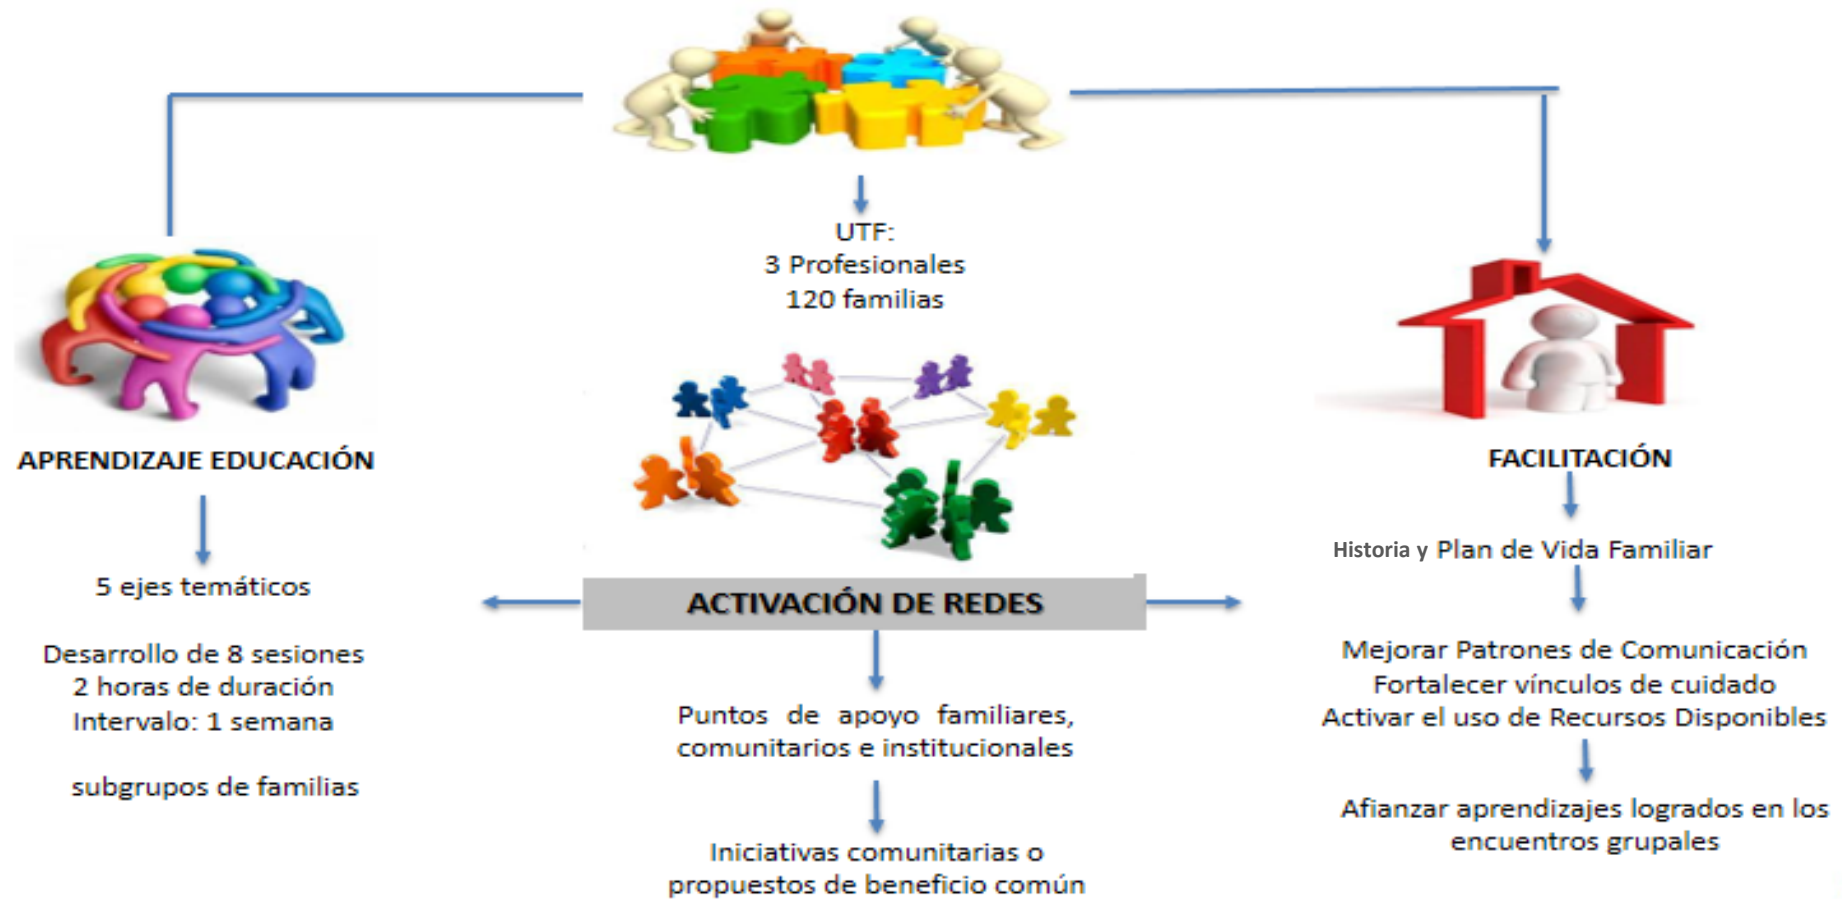 UTF:
3 Profesionales
120 familias
APRENDIZAJE EDUCACIÓN
5 ejes temáticos
Desarrollo de 8 sesiones
2 horas de duración
Intervalo: 1 semana
subgrupos de familias
ACTIVACIÓN DE REDES
Puntos de apoyo familiares,
comunitarios e institucionales
Iniciativas comunitarias o
propuestos de beneficio común
FACILITACIÓN
Historia y Plan de Vida Familiar
Mejorar Patrones de Comunicación
Fortalecer vínculos de cuidado
Activar el uso de Recursos Disponibles
Afianzar aprendizajes logrados en los
encuentros grupales